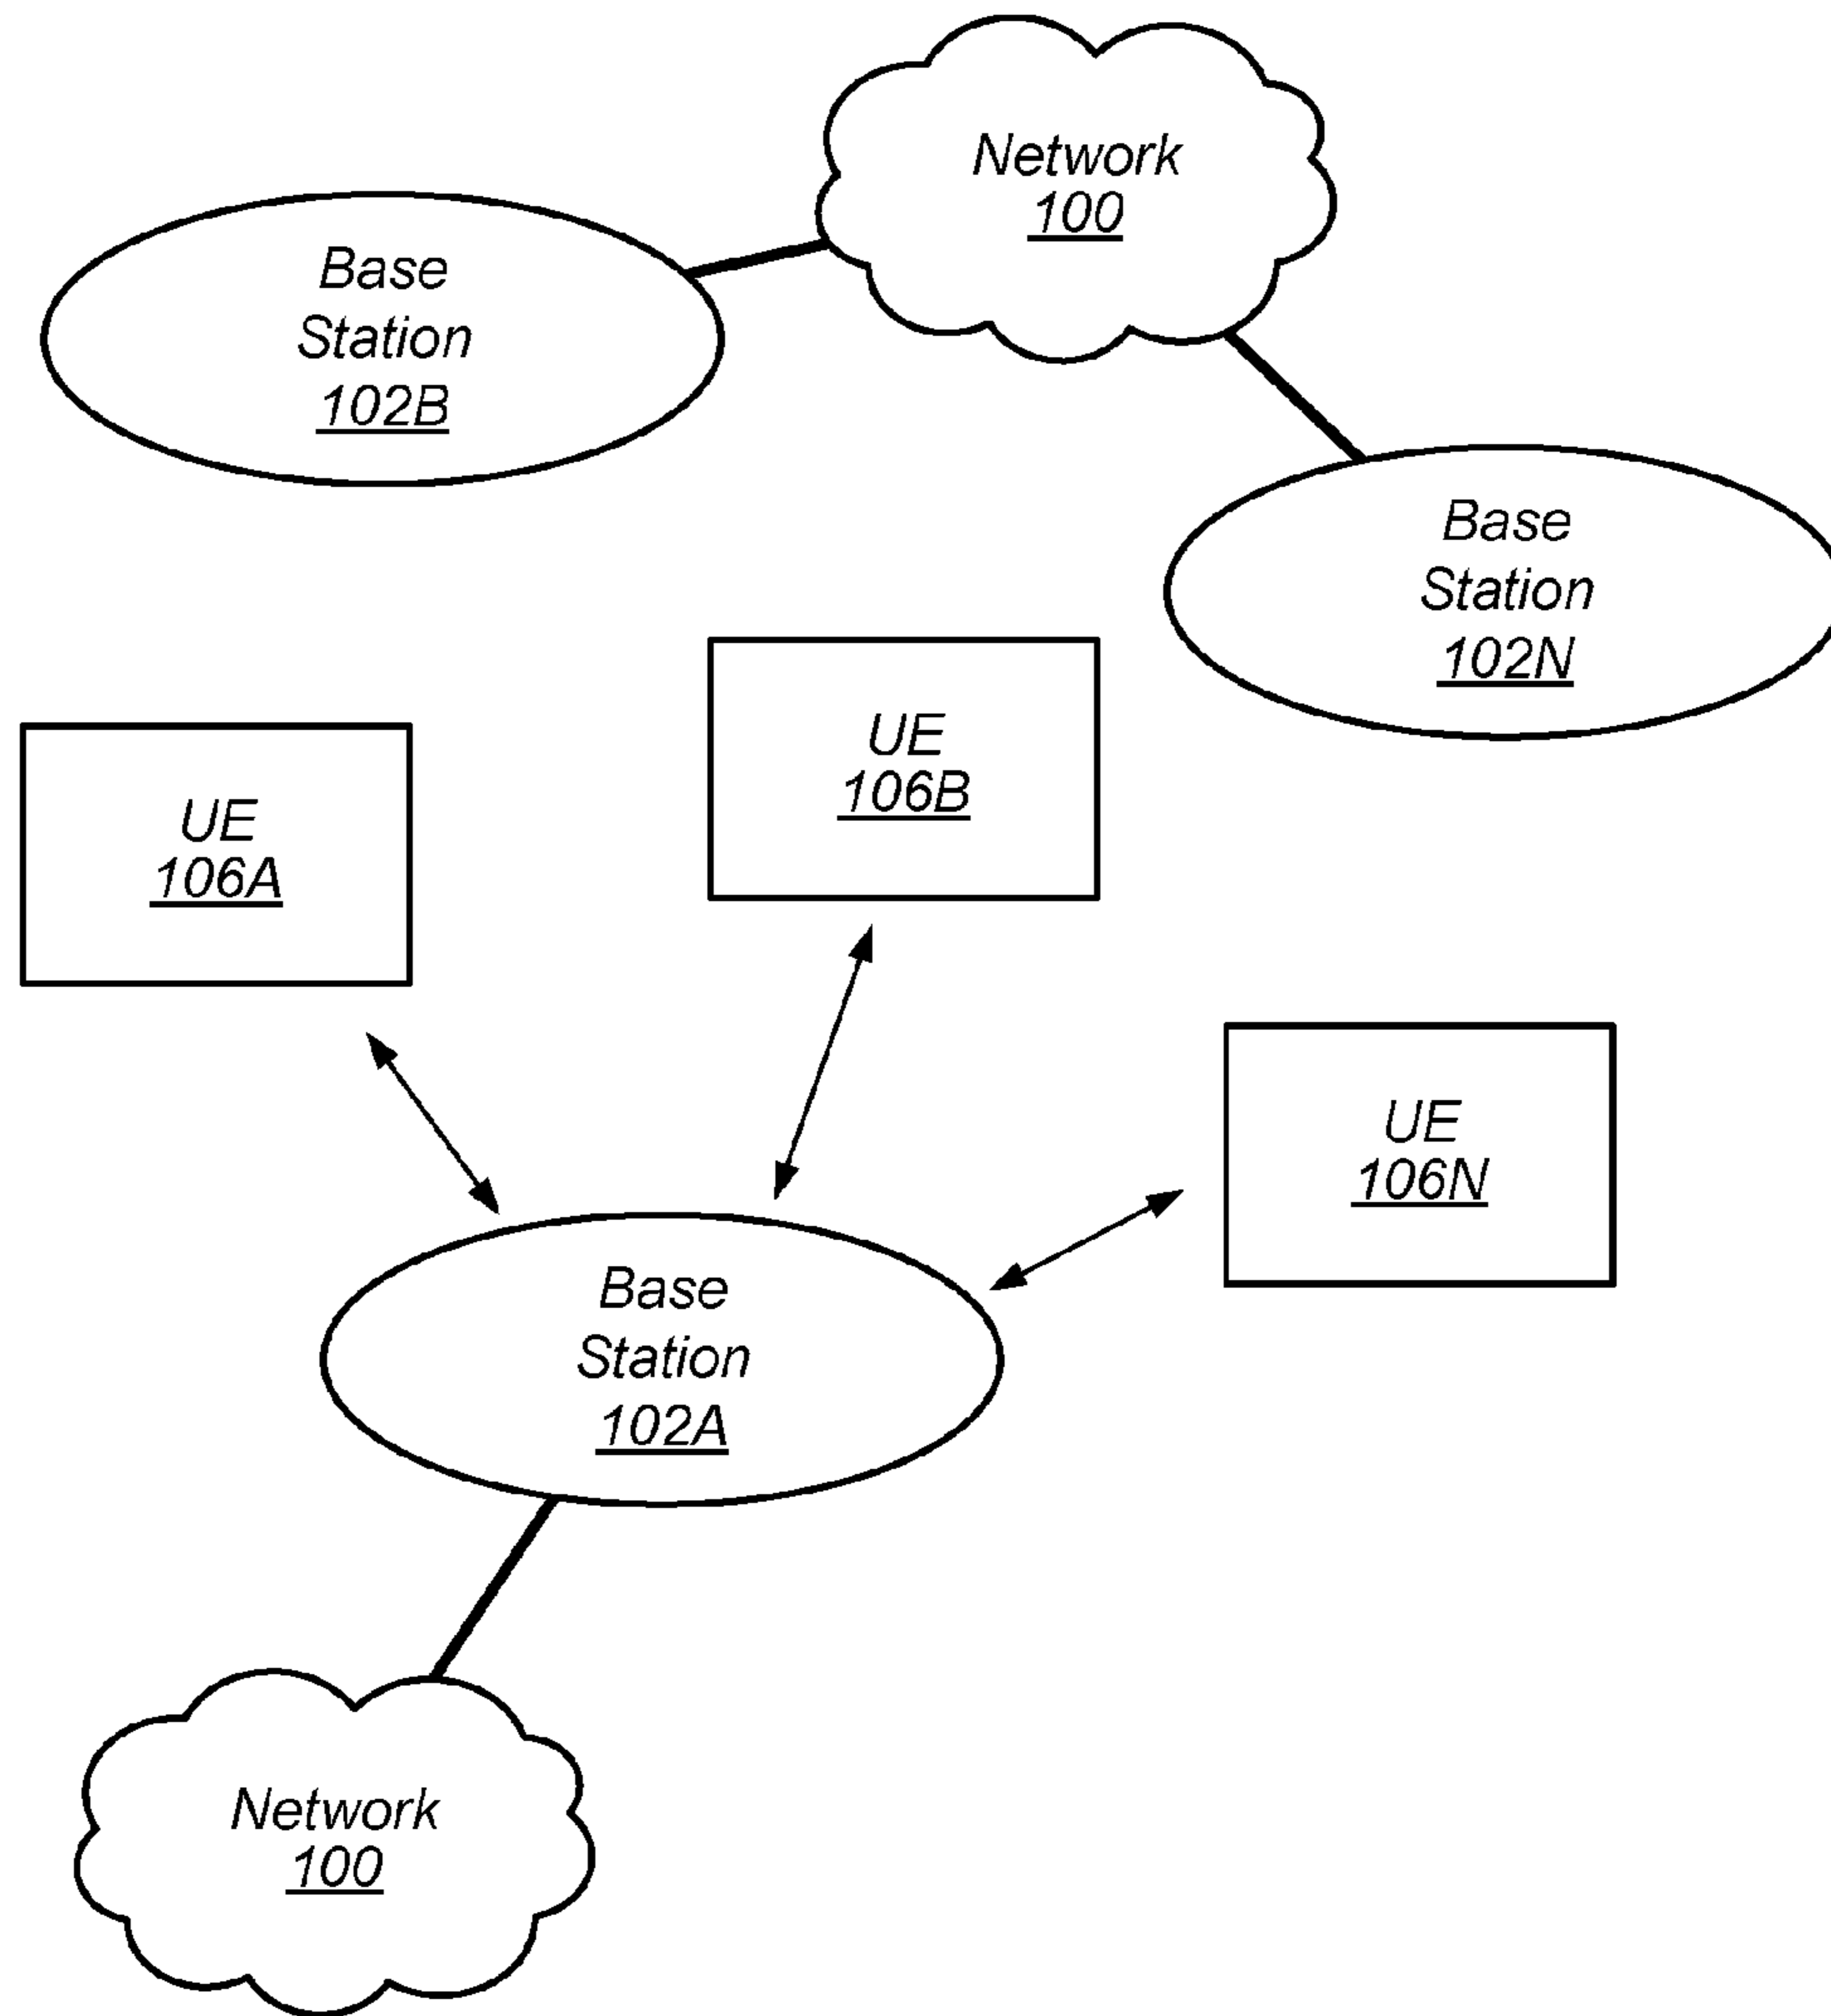 Network
100
Base
Station
102B
Base
Station
102N
UE
106B
UE
106A
UE
106N
Base
Station
102A
Network
100